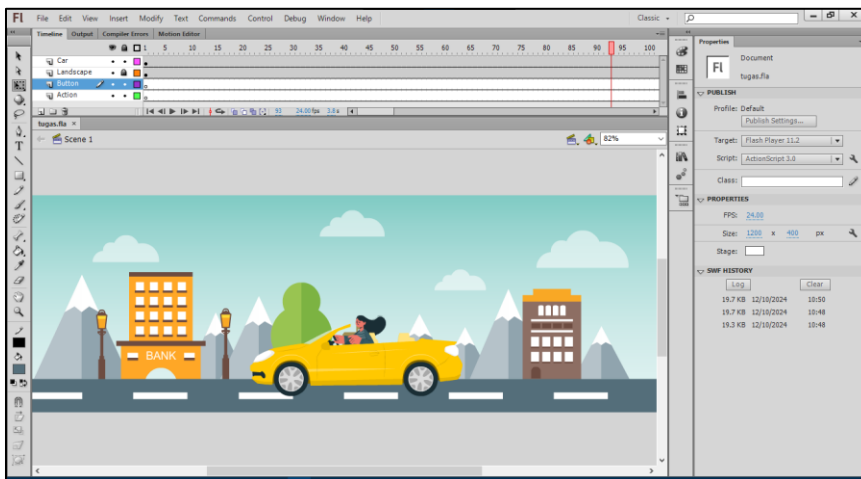 Fl File Edit View Insert Modify Text Commands Control Debug Window Help Classic
Timeline Output Compiler Errors Motion Editor
1 5 10 15 20 25 30 35 40 45 50 55 60 65 70 75 80 85 90 95 100
Car
Landscape
Button
Action
93 24.00 fps 3.8 s
tugas.fla ×
Scene 1
82%
BANK
Properties
Fl
Document
tugas.fla
PUBLISH
Profile: Default
Publish Settings...
Target: Flash Player 11.2
Script: ActionScript 3.0
Class:
PROPERTIES
FPS: 24.00
Size: 1200 x 400 px
Stage:
SWF HISTORY
Log Clear
19.7 KB 12/10/2024 10:50
19.7 KB 12/10/2024 10:48
19.3 KB 12/10/2024 10:48